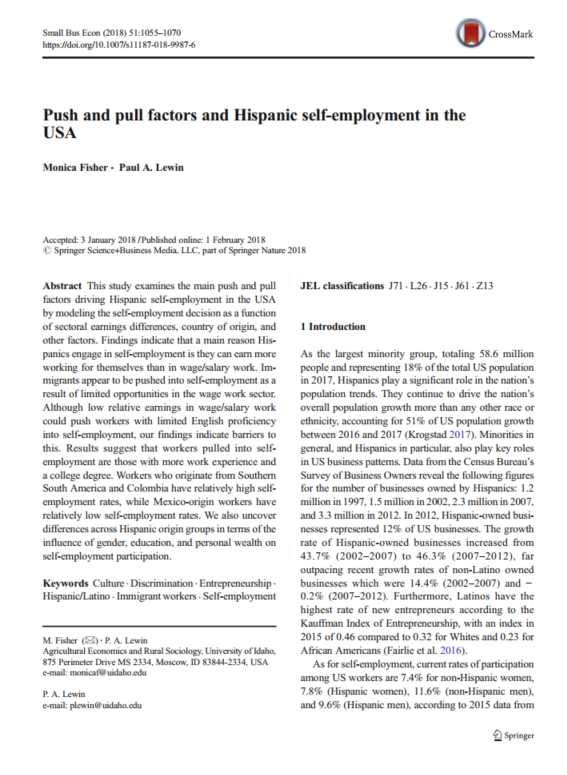 Small Bus Econ (2018) 51:1055–1070
https://doi.org/10.1007/s11187-018-9987-6
CrossMark
Push and pull factors and Hispanic self-employment in the
USA
Monica Fisher · Paul A. Lewin
Accepted: 3 January 2018 / Published online: 1 February 2018
© Springer Science+Business Media, LLC, part of Springer Nature 2018
Abstract This study examines the main push and pull
factors driving Hispanic self-employment in the USA
by modeling the self-employment decision as a function
of sectoral earnings differences, country of origin, and
other factors. Findings indicate that a main reason His-
panics engage in self-employment is they can earn more
working for themselves than in wage/salary work. Im-
migrants appear to be pushed into self-employment as a
result of limited opportunities in the wage work sector.
Although low relative earnings in wage/salary work
could push workers with limited English proficiency
into self-employment, our findings indicate barriers to
this. Results suggest that workers pulled into self-
employment are those with more work experience and
a college degree. Workers who originate from Southern
South America and Colombia have relatively high self-
employment rates, while Mexico-origin workers have
relatively low self-employment rates. We also uncover
differences across Hispanic origin groups in terms of the
influence of gender, education, and personal wealth on
self-employment participation.
Keywords Culture · Discrimination · Entrepreneurship ·
Hispanic/Latino · Immigrant workers · Self-employment
M. Fisher (✉) · P. A. Lewin
Agricultural Economics and Rural Sociology, University of Idaho,
875 Perimeter Drive MS 2334, Moscow, ID 83844-2334, USA
e-mail: monicaf@uidaho.edu
P. A. Lewin
e-mail: plewin@uidaho.edu
JEL classifications J71 · L26 · J15 · J61 · Z13
1 Introduction
As the largest minority group, totaling 58.6 million
people and representing 18% of the total US population
in 2017, Hispanics play a significant role in the nation's
population trends. They continue to drive the nation's
overall population growth more than any other race or
ethnicity, accounting for 51% of US population growth
between 2016 and 2017 (Krogstad 2017). Minorities in
general, and Hispanics in particular, also play key roles
in US business patterns. Data from the Census Bureau's
Survey of Business Owners reveal the following figures
for the number of businesses owned by Hispanics: 1.2
million in 1997, 1.5 million in 2002, 2.3 million in 2007,
and 3.3 million in 2012. In 2012, Hispanic-owned busi-
nesses represented 12% of US businesses. The growth
rate of Hispanic-owned businesses increased from
43.7% (2002–2007) to 46.3% (2007–2012), far
outpacing recent growth rates of non-Latino owned
businesses which were 14.4% (2002–2007) and −
0.2% (2007–2012). Furthermore, Latinos have the
highest rate of new entrepreneurs according to the
Kauffman Index of Entrepreneurship, with an index in
2015 of 0.46 compared to 0.32 for Whites and 0.23 for
African Americans (Fairlie et al. 2016).
As for self-employment, current rates of participation
among US workers are 7.4% for non-Hispanic women,
7.8% (Hispanic women), 11.6% (non-Hispanic men),
and 9.6% (Hispanic men), according to 2015 data from
Springer